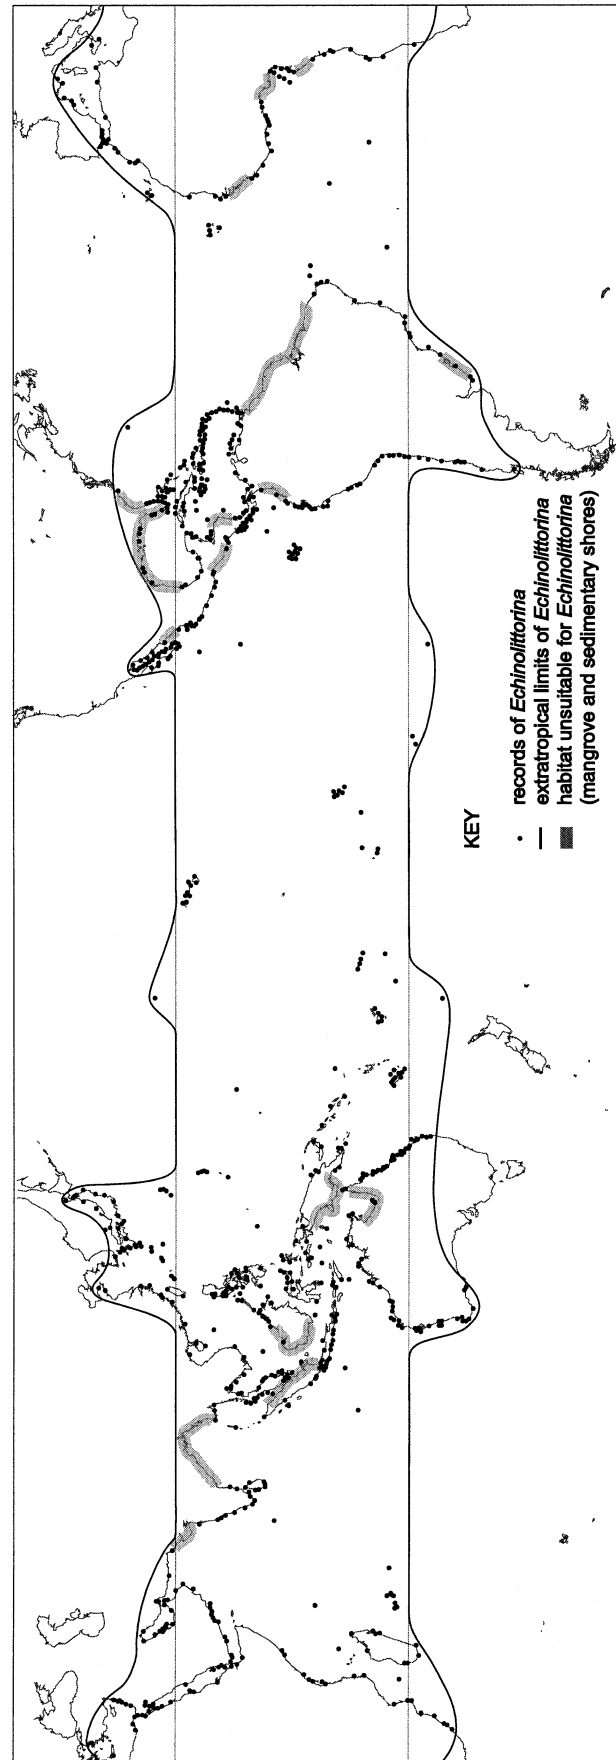 KEY
records of Echinolittorina
extratropical limits of Echinolittorina
habitat unsuitable for Echinolittorina
(mangrove and sedimentary shores)